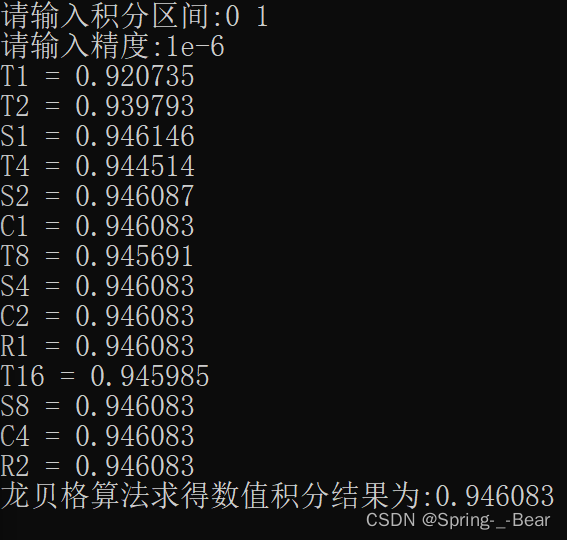 请输入积分区间:0 1
请输入精度:1e-6
T1 = 0.920735
T2 = 0.939793
S1 = 0.946146
T4 = 0.944514
S2 = 0.946087
C1 = 0.946083
T8 = 0.945691
S4 = 0.946083
C2 = 0.946083
R1 = 0.946083
T16 = 0.945985
S8 = 0.946083
C4 = 0.946083
R2 = 0.946083
龙贝格算法求得数值积分结果为:0.946083
CSDN @Spring-_-Bear